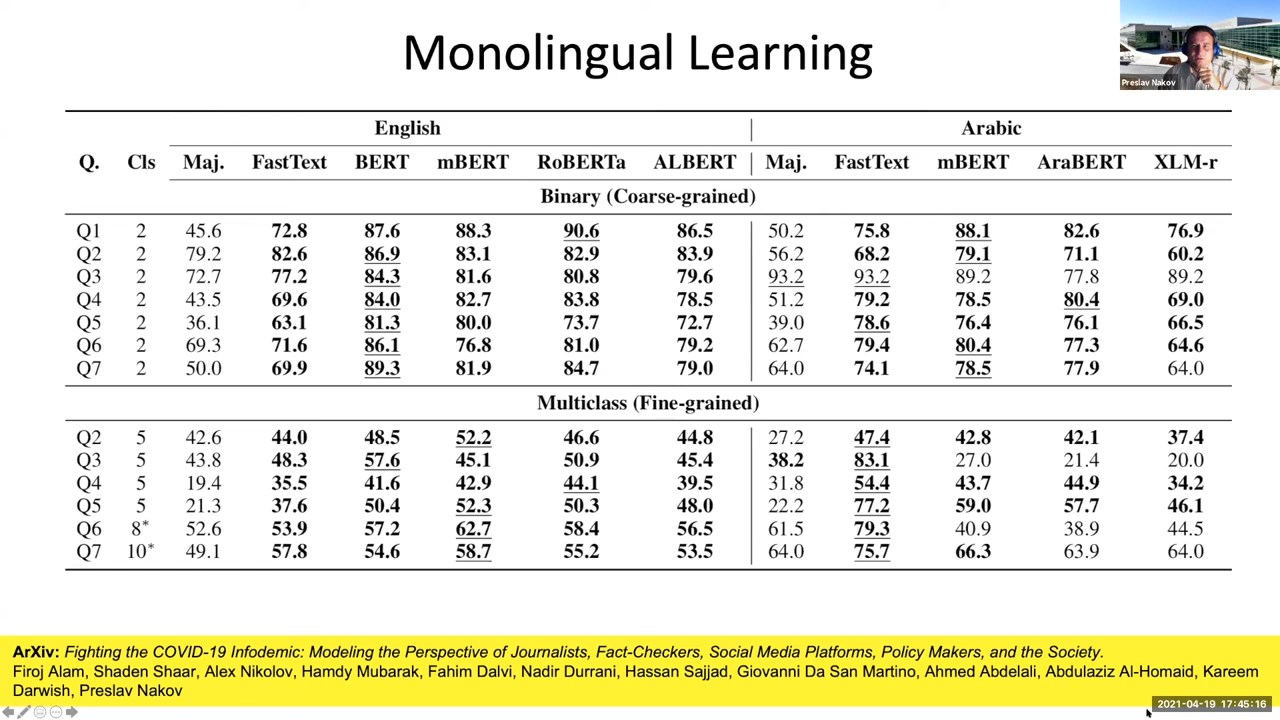 Monolingual Learning
Preslav Nakov
English | Arabic
Q. Cls Maj. FastText BERT mBERT RoBERTa ALBERT | Maj. FastText mBERT AraBERT XLM-r
Binary (Coarse-grained)
Q1 2 45.6 72.8 87.6 88.3 90.6 86.5 50.2 75.8 88.1 82.6 76.9
Q2 2 79.2 82.6 86.9 83.1 82.9 83.9 56.2 68.2 79.1 71.1 60.2
Q3 2 72.7 77.2 84.3 81.6 80.8 79.6 93.2 93.2 89.2 77.8 89.2
Q4 2 43.5 69.6 84.0 82.7 83.8 78.5 51.2 79.2 78.5 80.4 69.0
Q5 2 36.1 63.1 81.3 80.0 73.7 72.7 39.0 78.6 76.4 76.1 66.5
Q6 2 69.3 71.6 86.1 76.8 81.0 79.2 62.7 79.4 80.4 77.3 64.6
Q7 2 50.0 69.9 89.3 81.9 84.7 79.0 64.0 74.1 78.5 77.9 64.0
Multiclass (Fine-grained)
Q2 5 42.6 44.0 48.5 52.2 46.6 44.8 27.2 47.4 42.8 42.1 37.4
Q3 5 43.8 48.3 57.6 45.1 50.9 45.4 38.2 83.1 27.0 21.4 20.0
Q4 5 19.4 35.5 41.6 42.9 44.1 39.5 31.8 54.4 43.7 44.9 34.2
Q5 5 21.3 37.6 50.4 52.3 50.3 48.0 22.2 77.2 59.0 57.7 46.1
Q6 8* 52.6 53.9 57.2 62.7 58.4 56.5 61.5 79.3 40.9 38.9 44.5
Q7 10* 49.1 57.8 54.6 58.7 55.2 53.5 64.0 75.7 66.3 63.9 64.0
ArXiv: Fighting the COVID-19 Infodemic: Modeling the Perspective of Journalists, Fact-Checkers, Social Media Platforms, Policy Makers, and the Society.
Firoj Alam, Shaden Shaar, Alex Nikolov, Hamdy Mubarak, Fahim Dalvi, Nadir Durrani, Hassan Sajjad, Giovanni Da San Martino, Ahmed Abdelali, Abdulaziz Al-Homaid, Kareem
Darwish, Preslav Nakov
2021-04-19 17:45:16